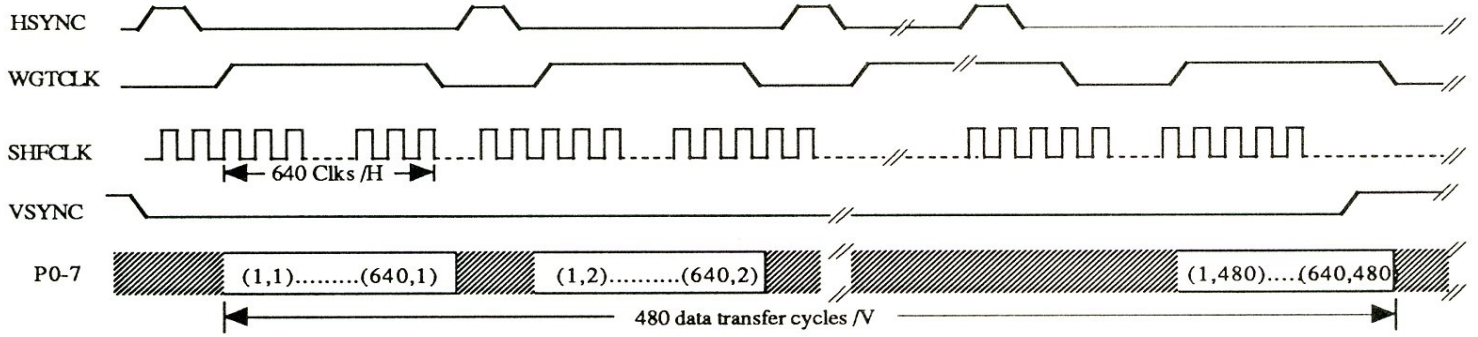 HSYNC
WGTCLK
SHFCLK
640 Clks /H
VSYNC
P0-7 (1,1).........(640,1) (1,2)..........(640,2) (1,480).....(640,480
480 data transfer cycles /V